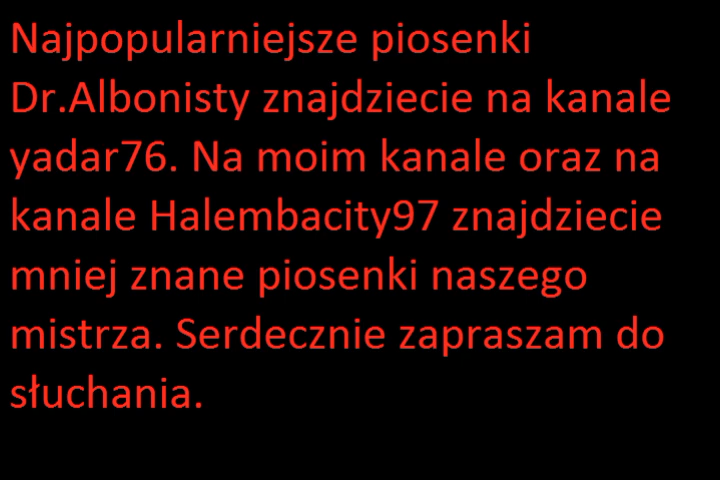 Najpopularniejsze piosenki
Dr.Albonisty znajdziecie na kanale
yadar76. Na moim kanale oraz na
kanale Halembacity97 znajdziecie
mniej znane piosenki naszego
mistrza. Serdecznie zapraszam do
słuchania.